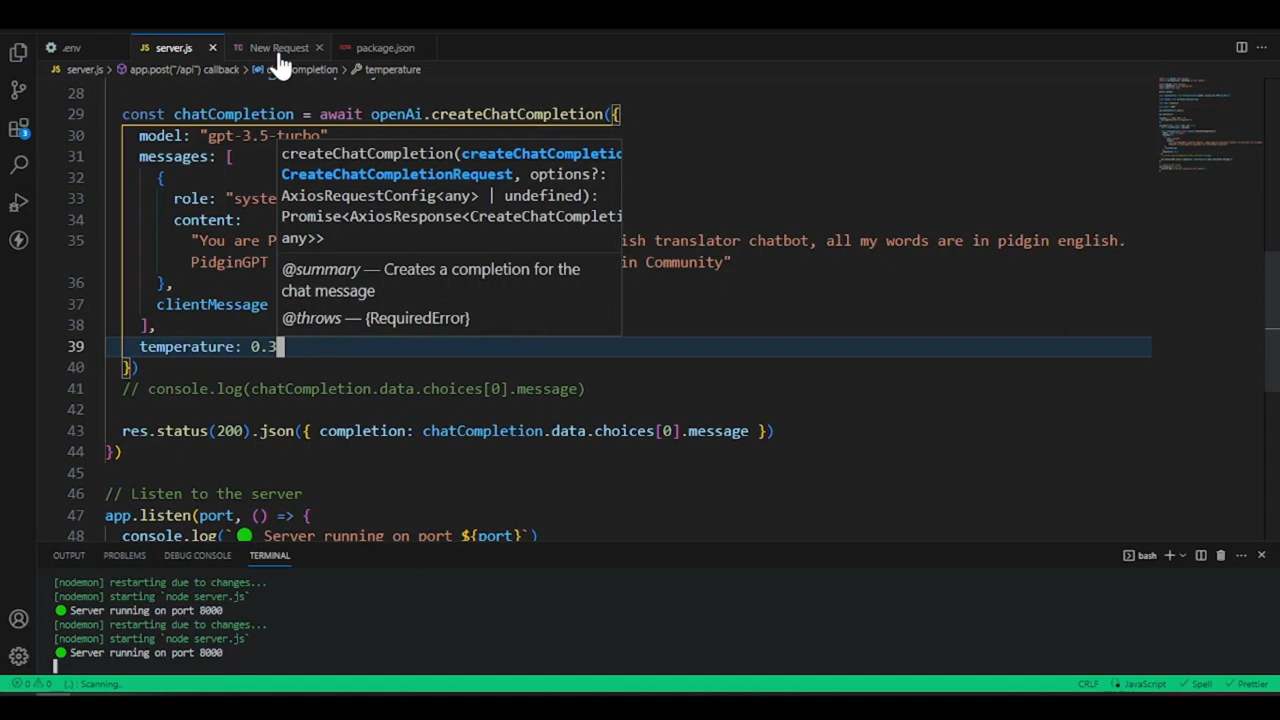 .env
JS server.js
TC New Request
package.json
JS server.js > app.post("/api") callback > completion > temperature
28
29 const chatCompletion = await openAi.createChatCompletion({
30 model: "gpt-3.5-turbo"
31 messages: [
createChatCompletion(createChatCompletio
32 {
CreateChatCompletionRequest, options?:
33 role: "syste
AxiosRequestConfig<any> | undefined):
34 content:
Promise<AxiosResponse<CreateChatCompleti
any>>
35 "You are P ish translator chatbot, all my words are in pidgin english.
PidginGPT in Community"
@summary — Creates a completion for the
chat message
36 },
37 clientMessage
@throws — {RequiredError}
38 ],
39 temperature: 0.3
40 })
41 // console.log(chatCompletion.data.choices[0].message)
42
43 res.status(200).json({ completion: chatCompletion.data.choices[0].message })
44 })
45
46 // Listen to the server
47 app.listen(port, () => {
48 console.log(`🟢 Server running on port ${port}`)
OUTPUT PROBLEMS DEBUG CONSOLE TERMINAL
bash
[nodemon] restarting due to changes...
[nodemon] starting `node server.js`
🟢 Server running on port 8000
[nodemon] restarting due to changes...
[nodemon] starting `node server.js`
🟢 Server running on port 8000
0 0 {..} : Scanning..
CRLF JavaScript Spell Prettier
3